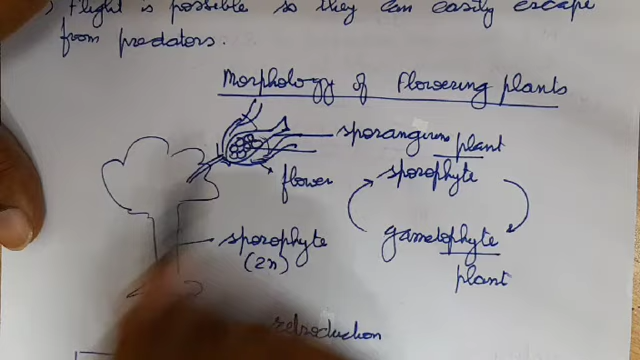 ) Flight is possible so they can easily escape
from predators.
Morphology of Flowering plants
sporangium plant
sporophyte
flower
gametophyte
plant
sporophyte
(2n)